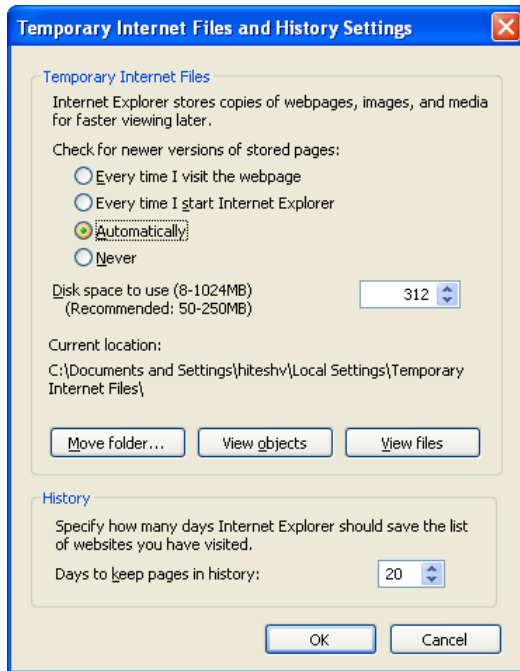 Temporary Internet Files and History Settings
Temporary Internet Files
Internet Explorer stores copies of webpages, images, and media
for faster viewing later.
Check for newer versions of stored pages:
Every time I visit the webpage
Every time I start Internet Explorer
Automatically
Never
Disk space to use (8-1024MB) 312
(Recommended: 50-250MB)
Current location:
C:\Documents and Settings\hiteshv\Local Settings\Temporary
Internet Files\
Move folder... View objects View files
History
Specify how many days Internet Explorer should save the list
of websites you have visited.
Days to keep pages in history: 20
OK Cancel